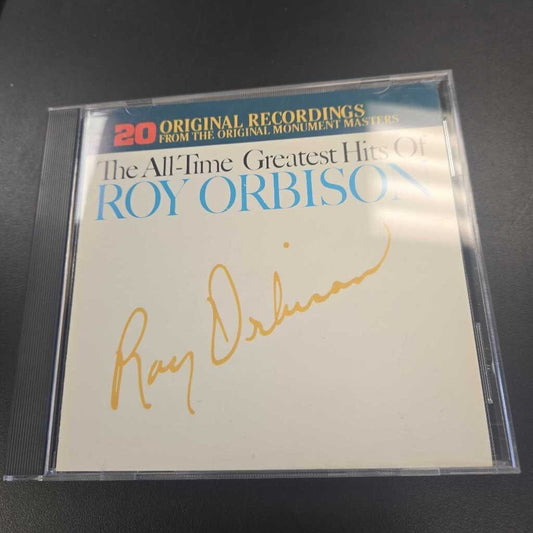 20 ORIGINAL RECORDINGS
FROM THE ORIGINAL MONUMENT MASTERS
The All-Time Greatest Hits Of
ROY ORBISON
Roy Orbison